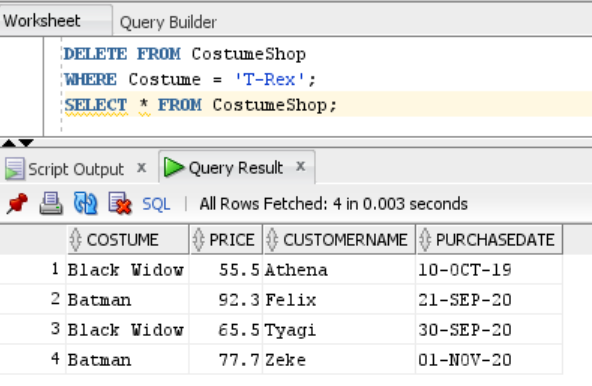 Worksheet Query Builder
DELETE FROM CostumeShop
WHERE Costume = 'T-Rex';
SELECT * FROM CostumeShop;
Script Output x Query Result x
SQL | All Rows Fetched: 4 in 0.003 seconds
COSTUME PRICE CUSTOMERNAME PURCHASEDATE
1 Black Widow 55.5 Athena 10-OCT-19
2 Batman 92.3 Felix 21-SEP-20
3 Black Widow 65.5 Tyagi 30-SEP-20
4 Batman 77.7 Zeke 01-NOV-20